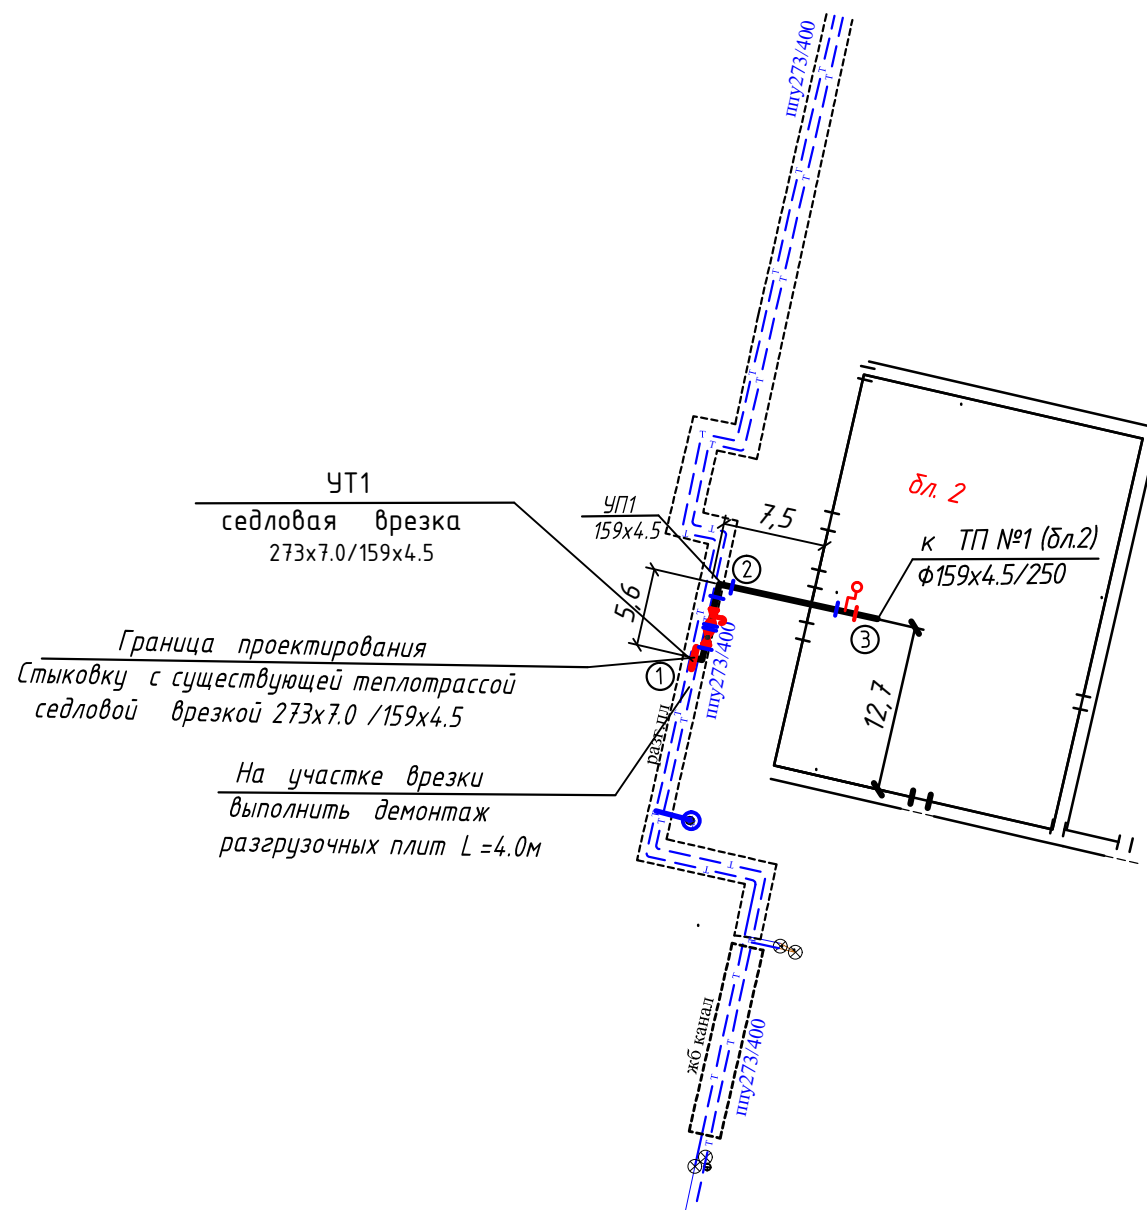 ппу273/400
бл. 2
УТ1
седловая врезка
273х7.0/159х4.5
УП1
159х4.5
7,5
к ТП №1 (бл.2)
Ф159х4.5/250
2
5,6
3
Граница проектирования
Стыковку с существующей теплотрассой
седловой врезкой 273х7.0 /159х4.5
1
ппу273/400
12,7
разг.пл
На участке врезки
выполнить демонтаж
разгрузочных плит L =4.0м
жб канал
ппу273/400